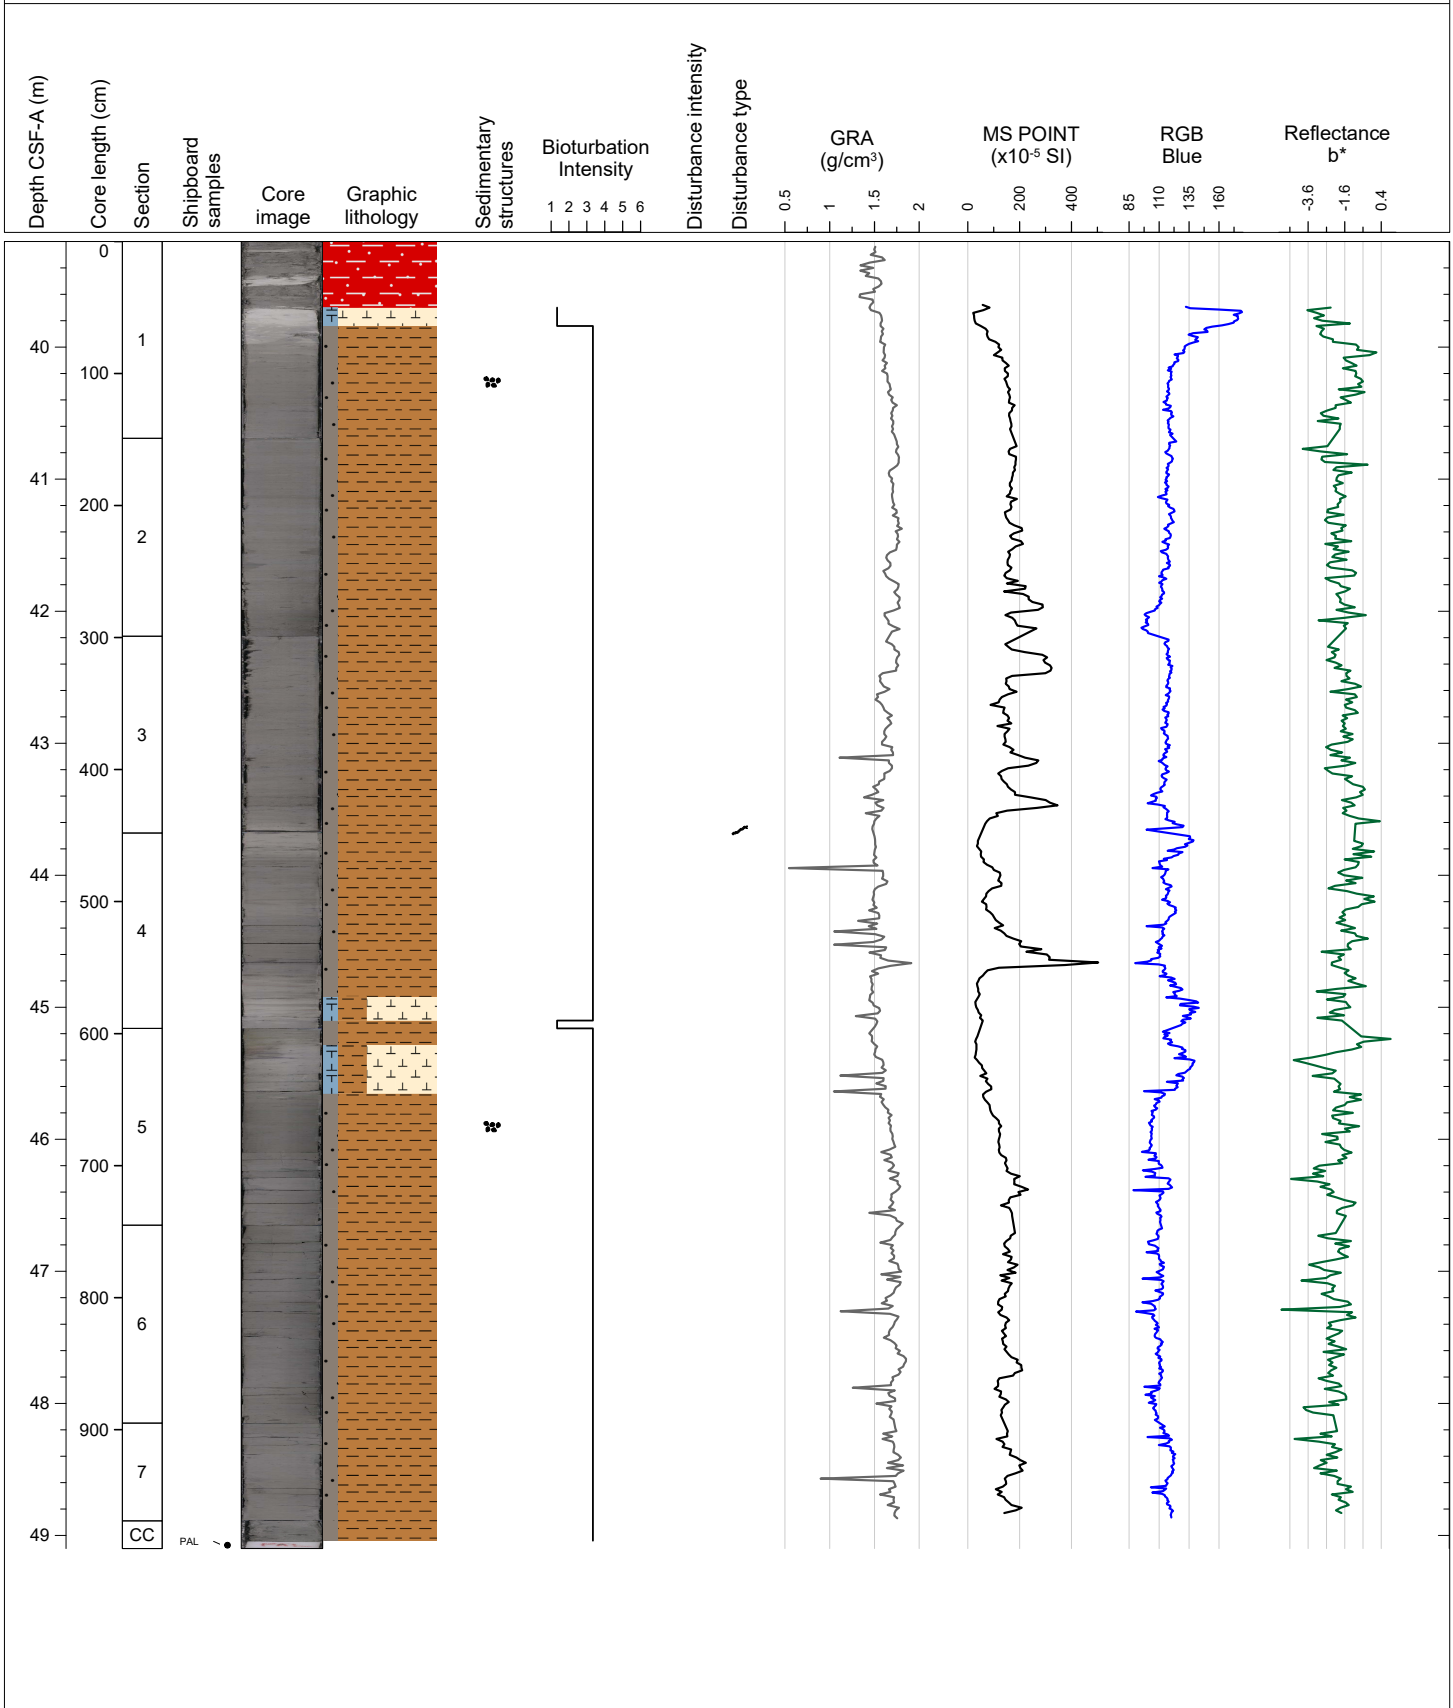 Depth CSF-A (m)
Core length (cm)
Section
Shipboard
samples
Core
image
Graphic
lithology
Sedimentary
structures
Bioturbation
Intensity
1 2 3 4 5 6
Disturbance intensity
Disturbance type
GRA
(g/cm³)
0.5 1 1.5 2
MS POINT
(x10⁻⁵ SI)
0 200 400
RGB
Blue
85 110 135 160
Reflectance
b*
-3.6 -1.6 0.4
0
1
40
100
41
200
2
42
300
3
43
400
44
500
4
45
600
5
46
700
47
800
6
48
900
7
49
CC
PAL